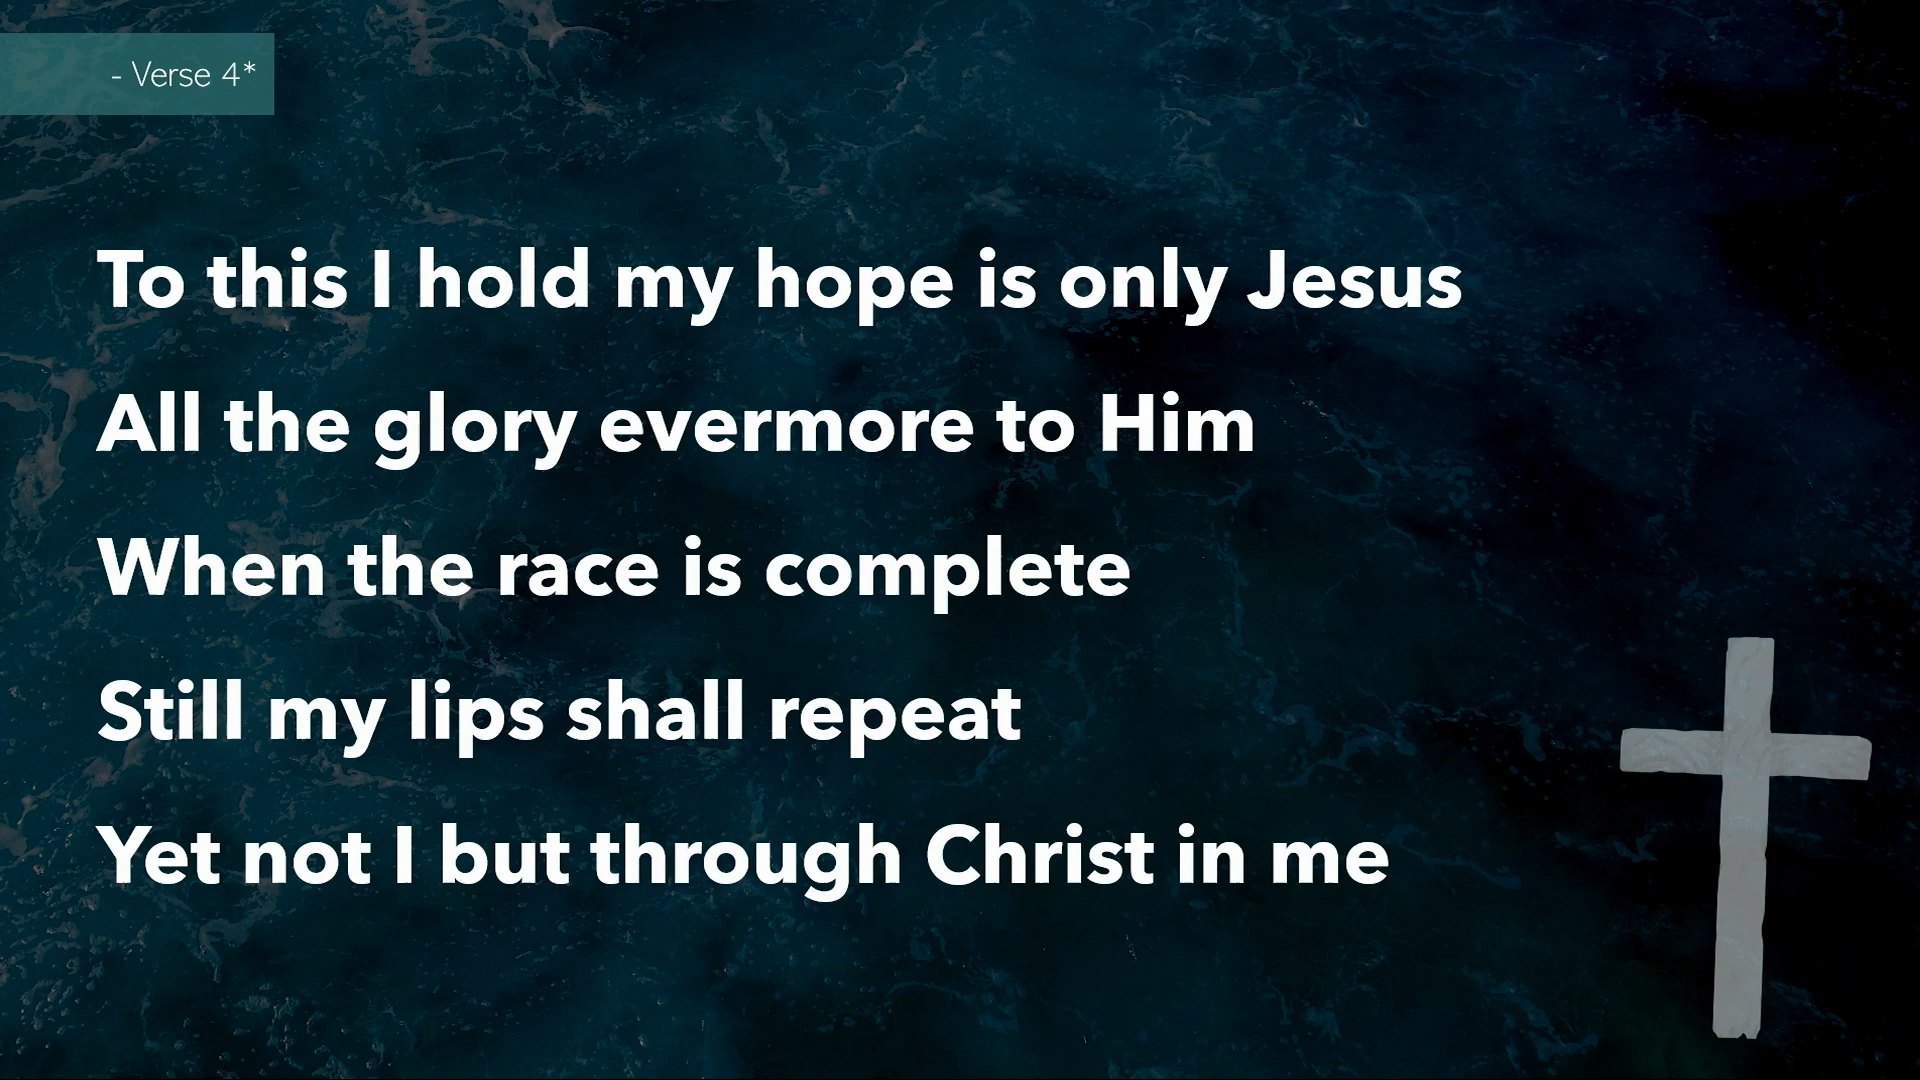 - Verse 4*
To this I hold my hope is only Jesus
All the glory evermore to Him
When the race is complete
Still my lips shall repeat
Yet not I but through Christ in me